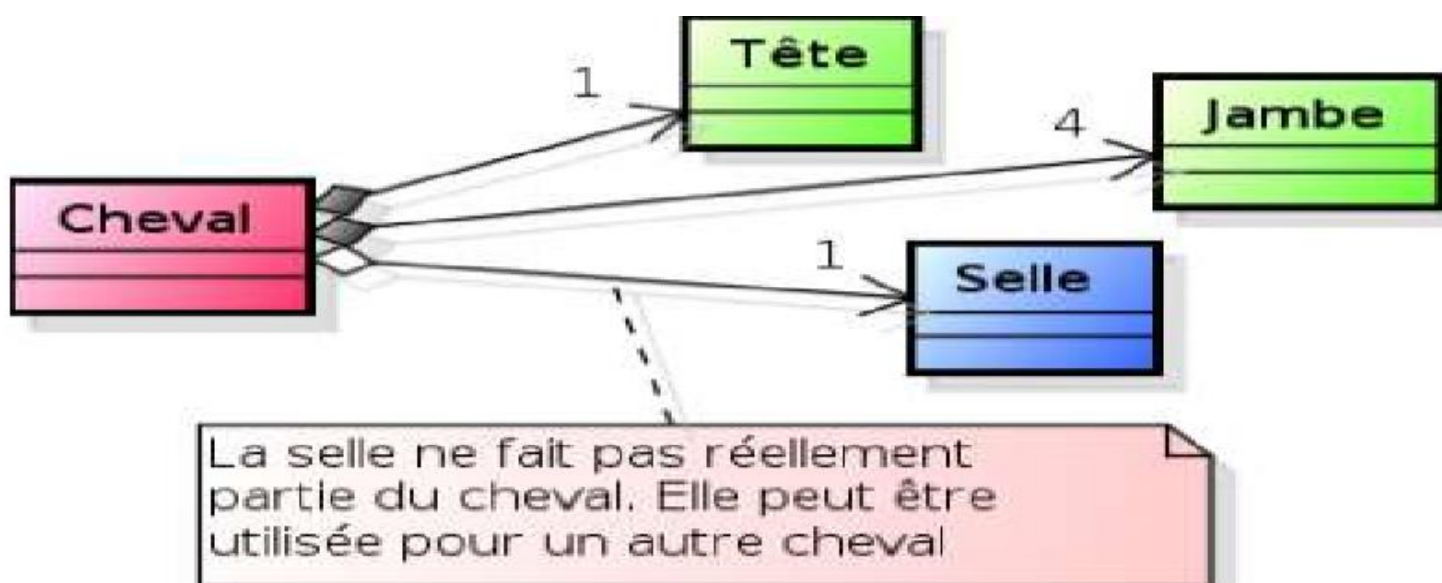 Tête
1
Jambe
4
Cheval
1
Selle
La selle ne fait pas réellement
partie du cheval. Elle peut être
utilisée pour un autre cheval